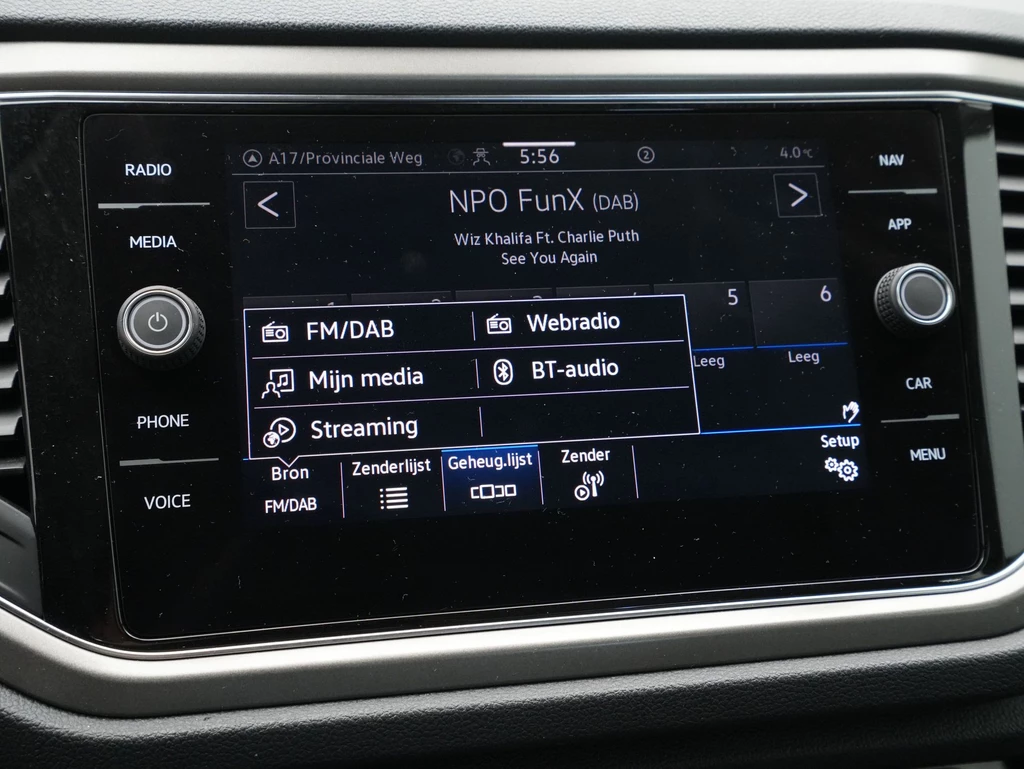 RADIO
MEDIA
PHONE
VOICE
A17/Provinciale Weg
5:56
2
4.0°C
NPO FunX (DAB)
Wiz Khalifa Ft. Charlie Puth
See You Again
5
6
Leeg
Leeg
FM/DAB
Webradio
Mijn media
BT-audio
Streaming
Bron
FM/DAB
Zenderlijst
Geheug.lijst
Zender
Setup
NAV
APP
CAR
MENU